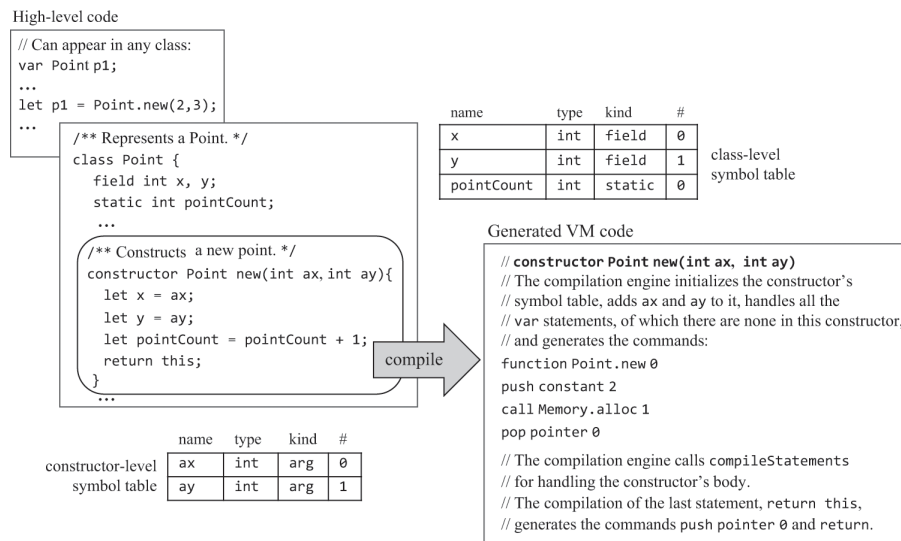 High-level code
// Can appear in any class:
var Point p1;
...
let p1 = Point.new(2,3);
...
/** Represents a Point. */
class Point {
field int x, y;
static int pointCount;
...
/** Constructs a new point. */
constructor Point new(int ax, int ay){
let x = ax;
let y = ay;
let pointCount = pointCount + 1;
return this;
}
...
compile
name type kind #
x int field 0
y int field 1
pointCount int static 0
class-level
symbol table
name type kind #
ax int arg 0
ay int arg 1
constructor-level
symbol table
Generated VM code
// constructor Point new(int ax, int ay)
// The compilation engine initializes the constructor's
// symbol table, adds ax and ay to it, handles all the
// var statements, of which there are none in this constructor,
// and generates the commands:
function Point.new 0
push constant 2
call Memory.alloc 1
pop pointer 0
// The compilation engine calls compileStatements
// for handling the constructor's body.
// The compilation of the last statement, return this,
// generates the commands push pointer 0 and return.